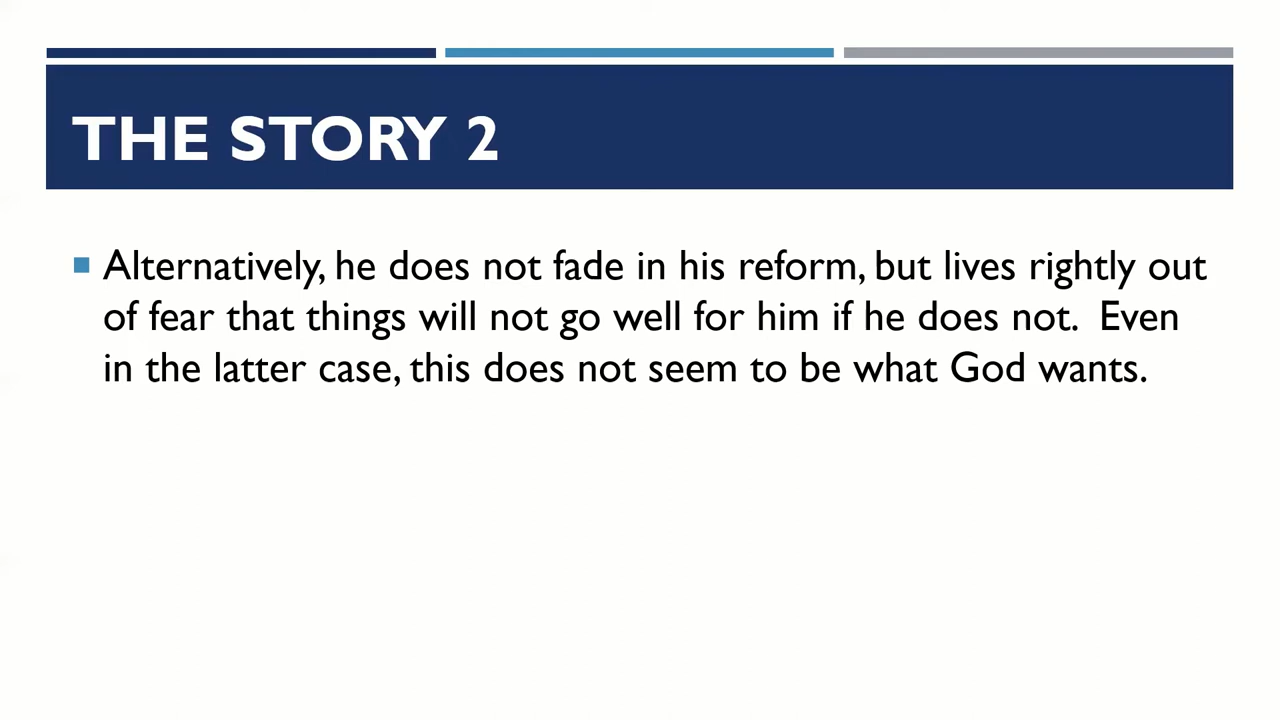 THE STORY 2
Alternatively, he does not fade in his reform, but lives rightly out
of fear that things will not go well for him if he does not.  Even
in the latter case, this does not seem to be what God wants.